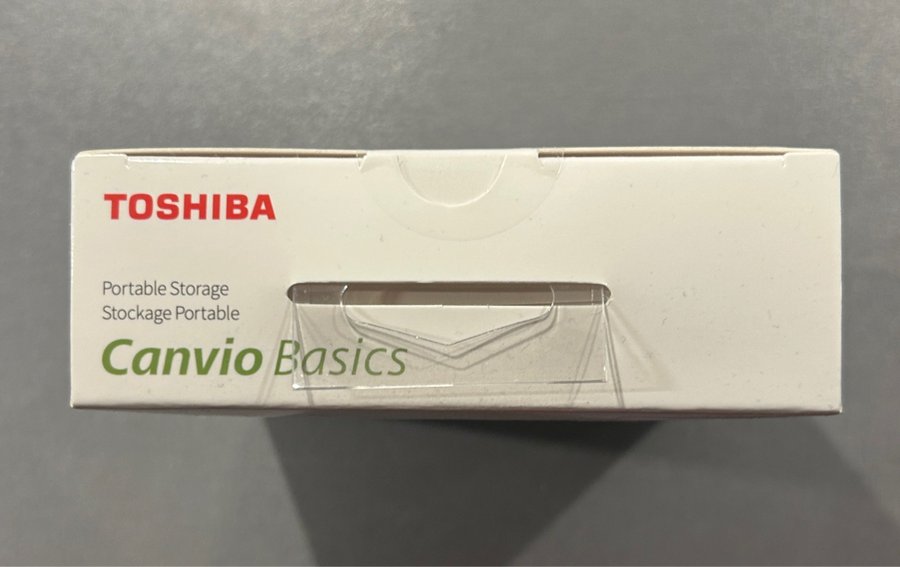 TOSHIBA
Portable Storage
Stockage Portable
Canvio Basics